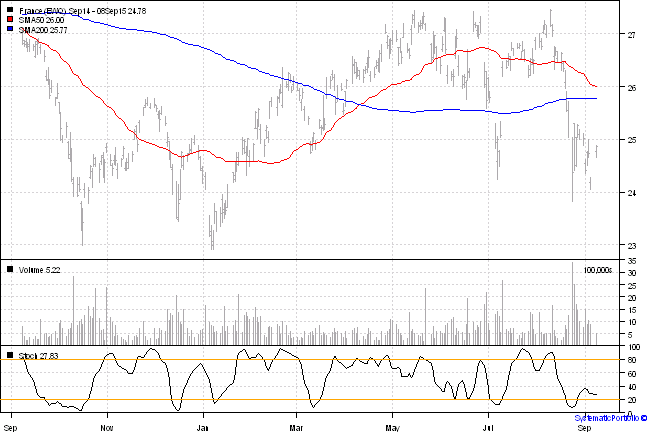 France (EWQ) Sep14 - 08Sep15 24.78
SMA50 26.00
SMA200 25.77
27
26
25
24
23
Volume 5.22
100,000s
35
30
25
20
15
10
5
Stoch 27.83
100
80
60
40
20
0
Sep
Nov
Jan
Mar
May
Jul
Sep
SystematicPortfolio ©